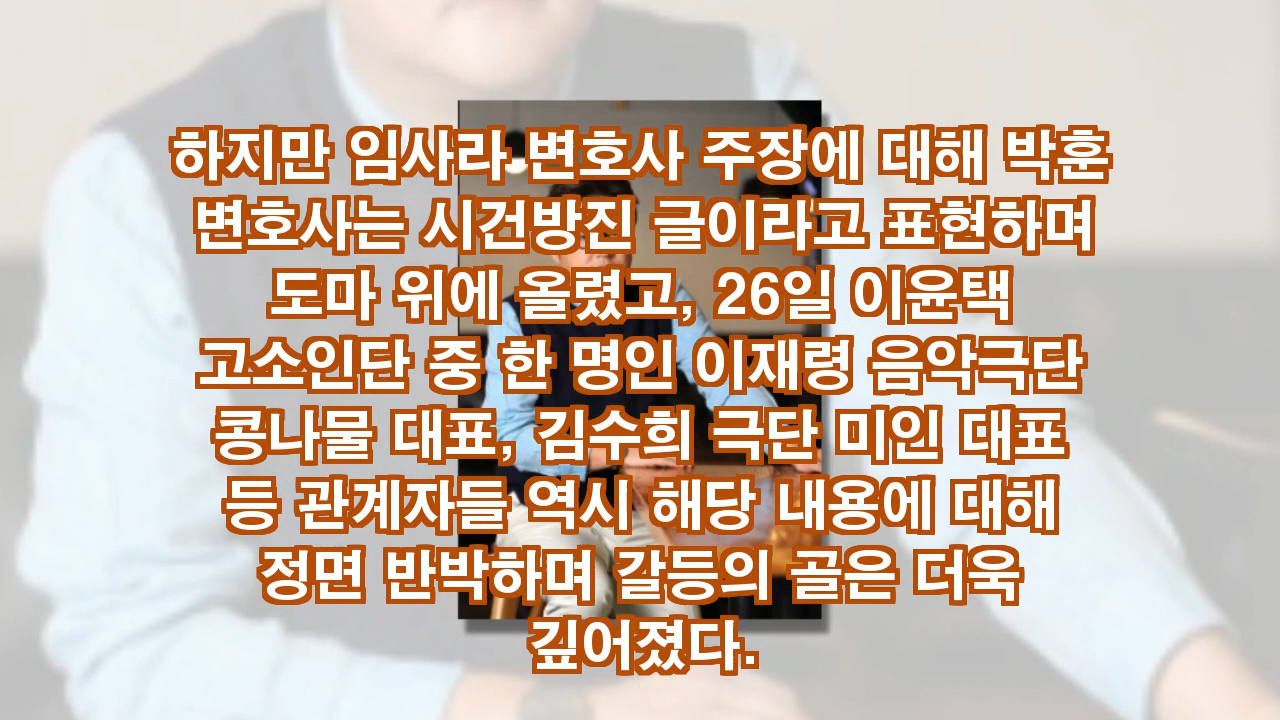 하지만 임사라 변호사 주장에 대해 박훈
변호사는 시건방진 글이라고 표현하며
도마 위에 올렸고, 26일 이윤택
고소인단 중 한 명인 이재령 음악극단
콩나물 대표, 김수희 극단 미인 대표
등 관계자들 역시 해당 내용에 대해
정면 반박하며 갈등의 골은 더욱
깊어졌다.